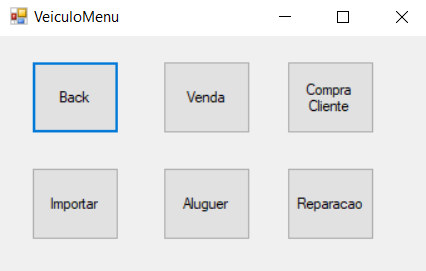 VeiculoMenu
Back
Venda
Compra
Cliente
Importar
Aluguer
Reparacao